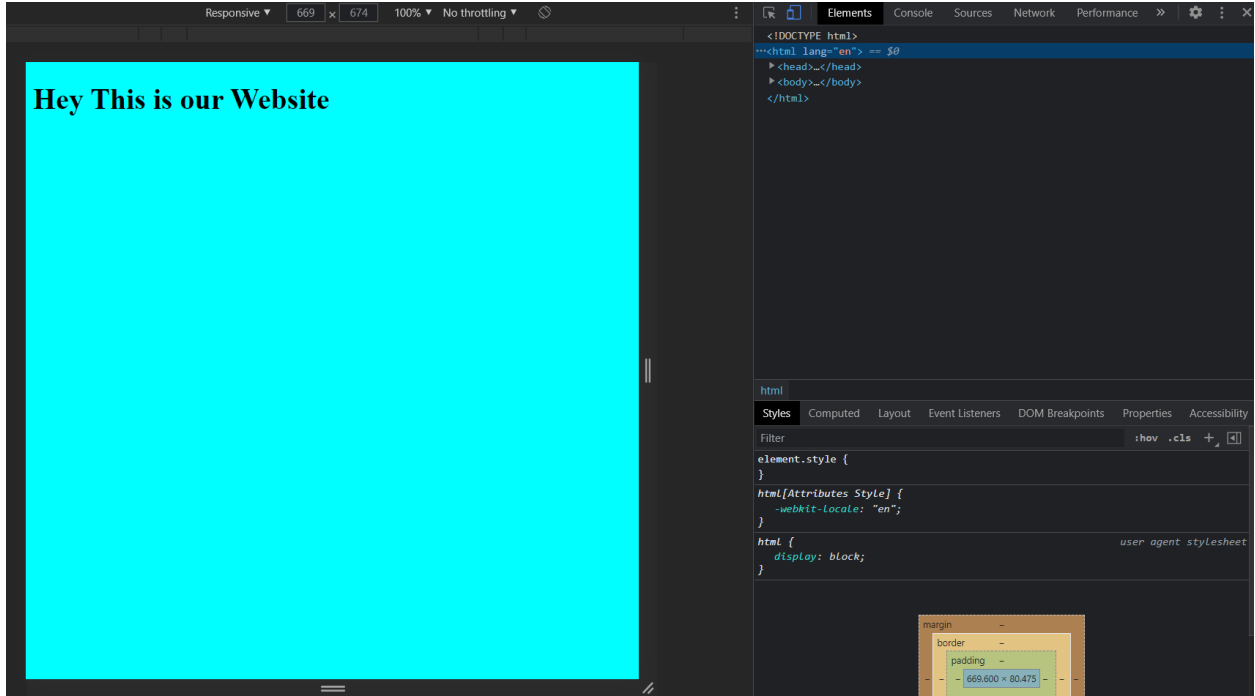 Responsive ▼ 669 x 674 100% ▼ No throttling ▼
Hey This is our Website
Elements Console Sources Network Performance »
<!DOCTYPE html>
···<html lang="en"> == $0
▶<head>…</head>
▶<body>…</body>
</html>
html
Styles Computed Layout Event Listeners DOM Breakpoints Properties Accessibility
Filter :hov .cls +
element.style {
}
html[Attributes Style] {
-webkit-locale: "en";
}
html { user agent stylesheet
display: block;
}
margin –
border –
padding –
– – – 669.600 × 80.475 – – –